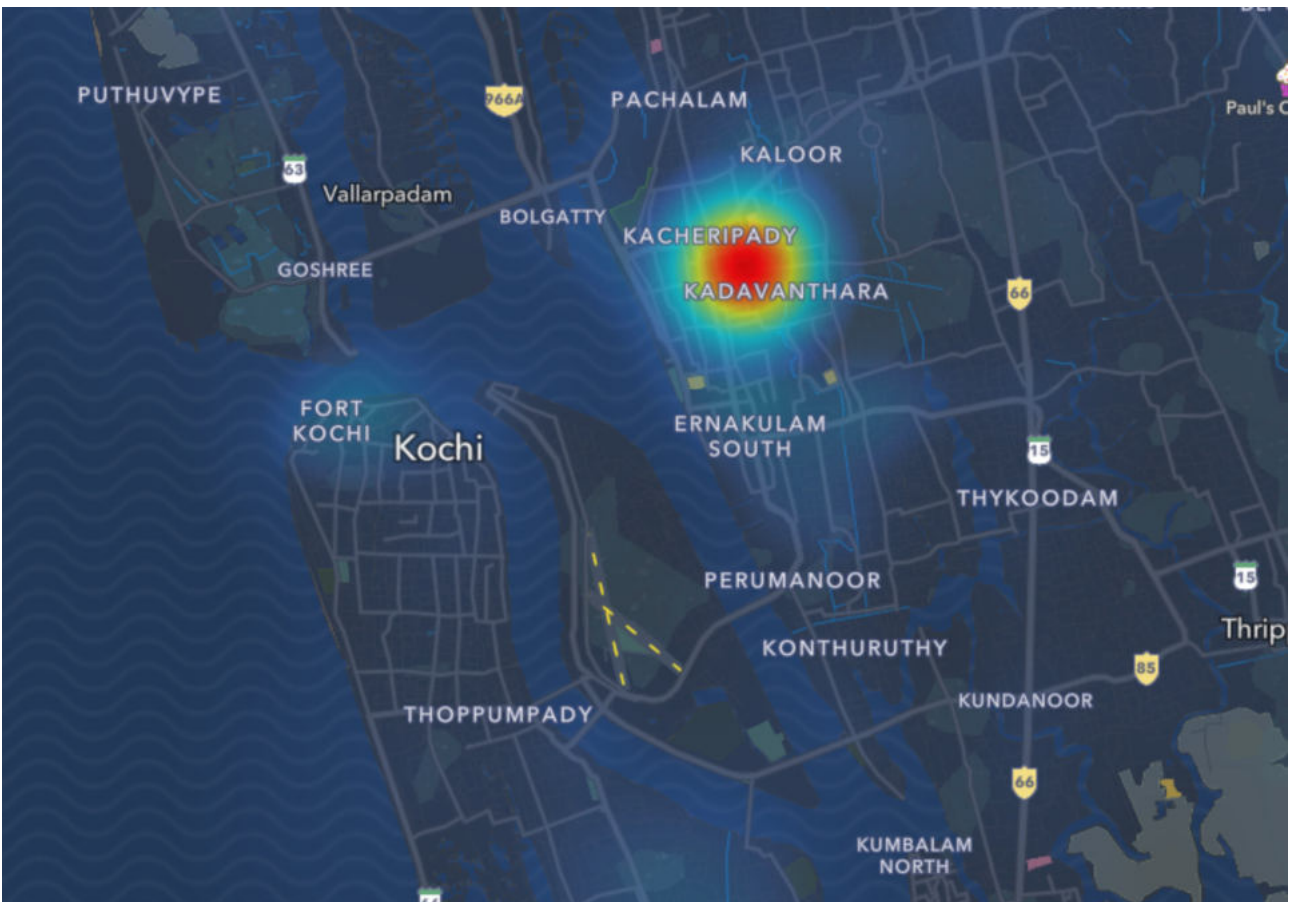 PUTHUVYPE
966A
PACHALAM
Paul's
KALOOR
63
Vallarpadam
BOLGATTY
KACHERIPADY
GOSHREE
KADAVANTHARA
66
FORT
KOCHI
Kochi
ERNAKULAM
SOUTH
15
THYKOODAM
PERUMANOOR
15
Thrip
KONTHURUTHY
85
KUNDANOOR
THOPPUMPADY
66
KUMBALAM
NORTH